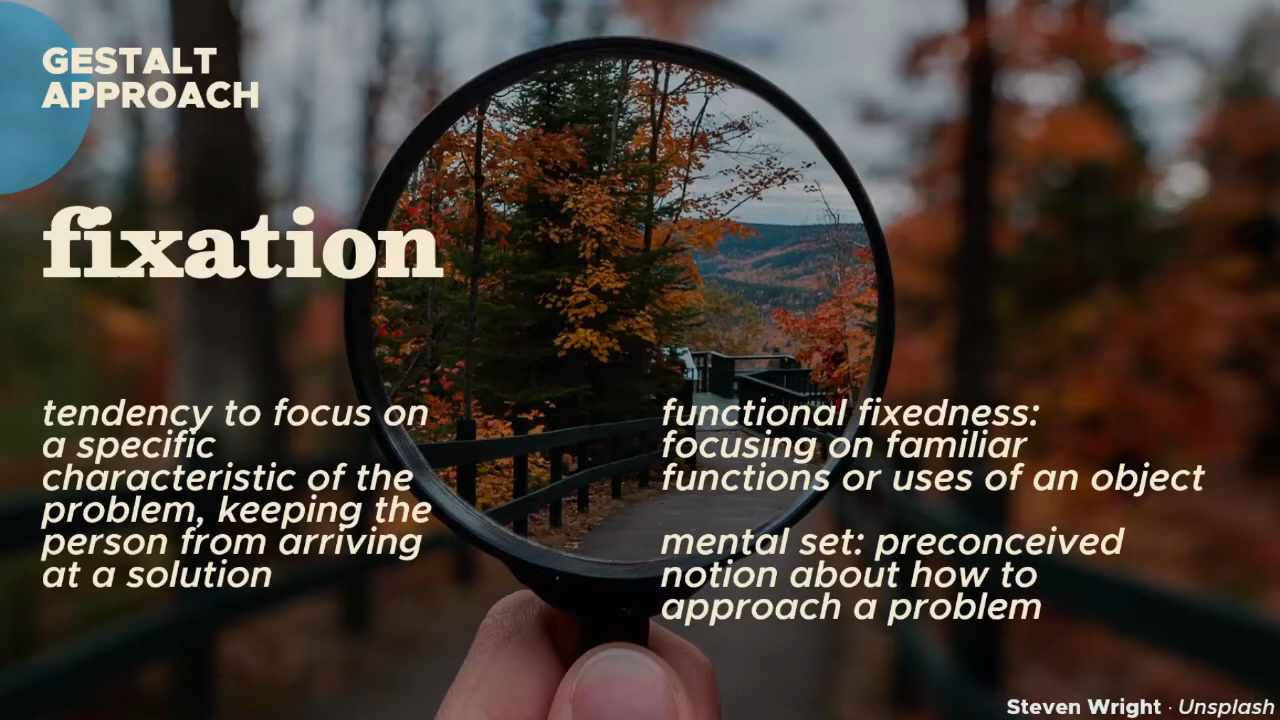 GESTALT
APPROACH
fixation
tendency to focus on
a specific
characteristic of the
problem, keeping the
person from arriving
at a solution
functional fixedness:
focusing on familiar
functions or uses of an object
mental set: preconceived
notion about how to
approach a problem
Steven Wright · Unsplash